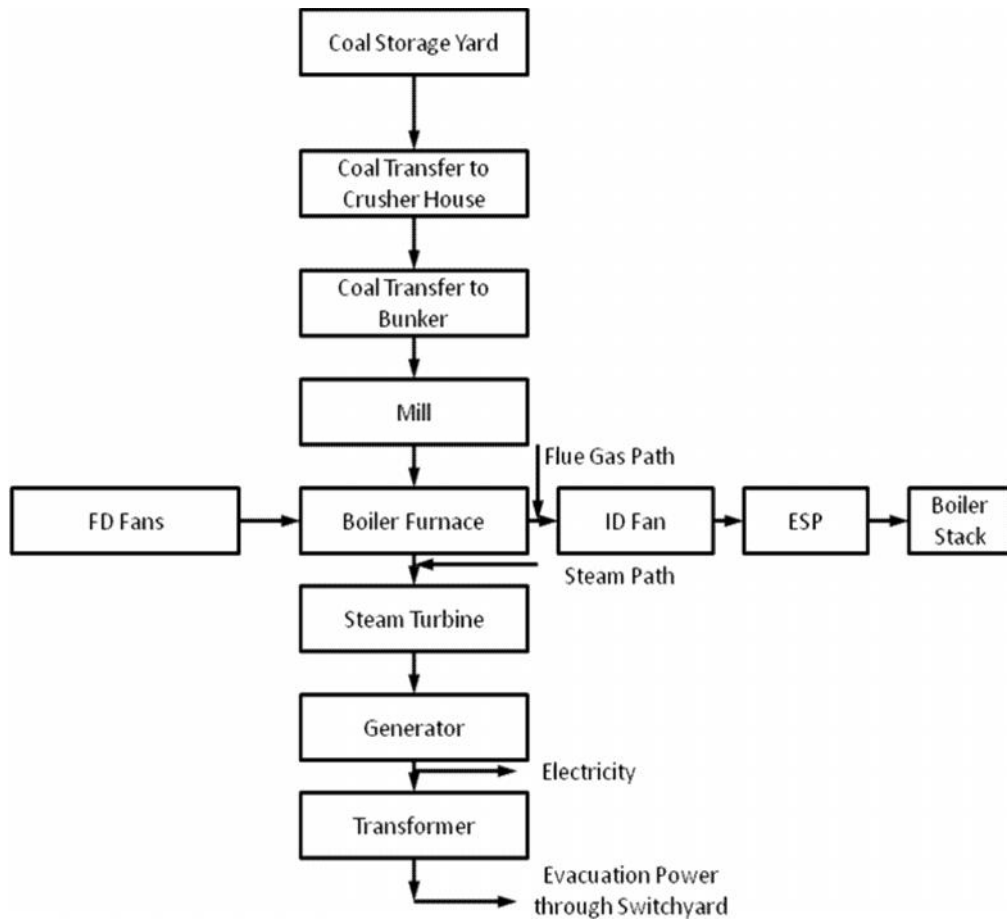 Coal Storage Yard
Coal Transfer to
Crusher House
Coal Transfer to
Bunker
Mill
Flue Gas Path
FD Fans
Boiler Furnace
ID Fan
ESP
Boiler
Stack
Steam Path
Steam Turbine
Generator
Electricity
Transformer
Evacuation Power
through Switchyard